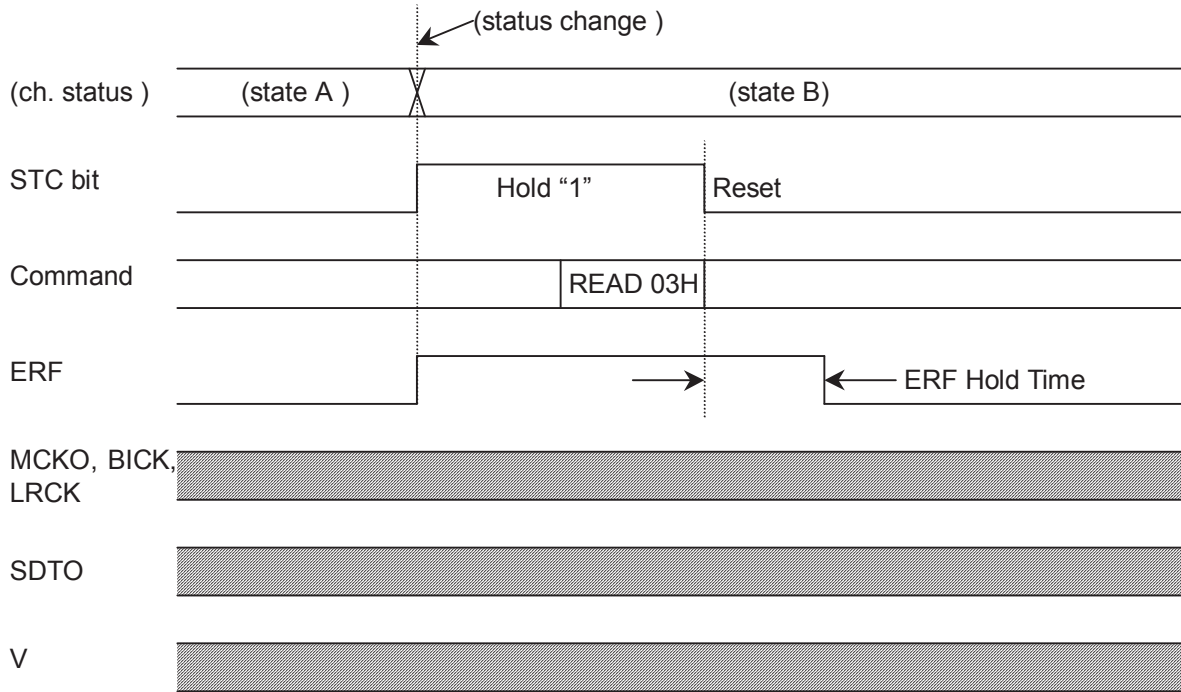 (status change )
(ch. status )
(state A )
(state B)
STC bit
Hold “1”
Reset
Command
READ 03H
ERF
ERF Hold Time
MCKO, BICK,
LRCK
SDTO
V